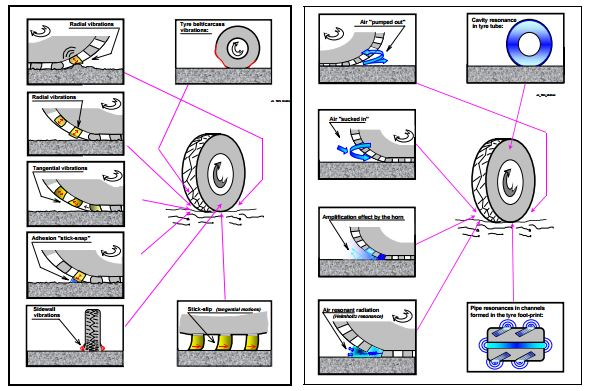 Radial vibrations
Tyre belt/carcass
vibrations:
Radial vibrations
Tangential vibrations
Adhesion "stick-snap"
Sidewall
vibrations
Stick-slip (tangential motions)
Air "pumped out"
Cavity resonance
in tyre tube:
Air "sucked in"
Amplification effect by the horn
Air resonant radiation
(Helmholtz resonance)
Pipe resonances in channels
formed in the tyre foot-print: